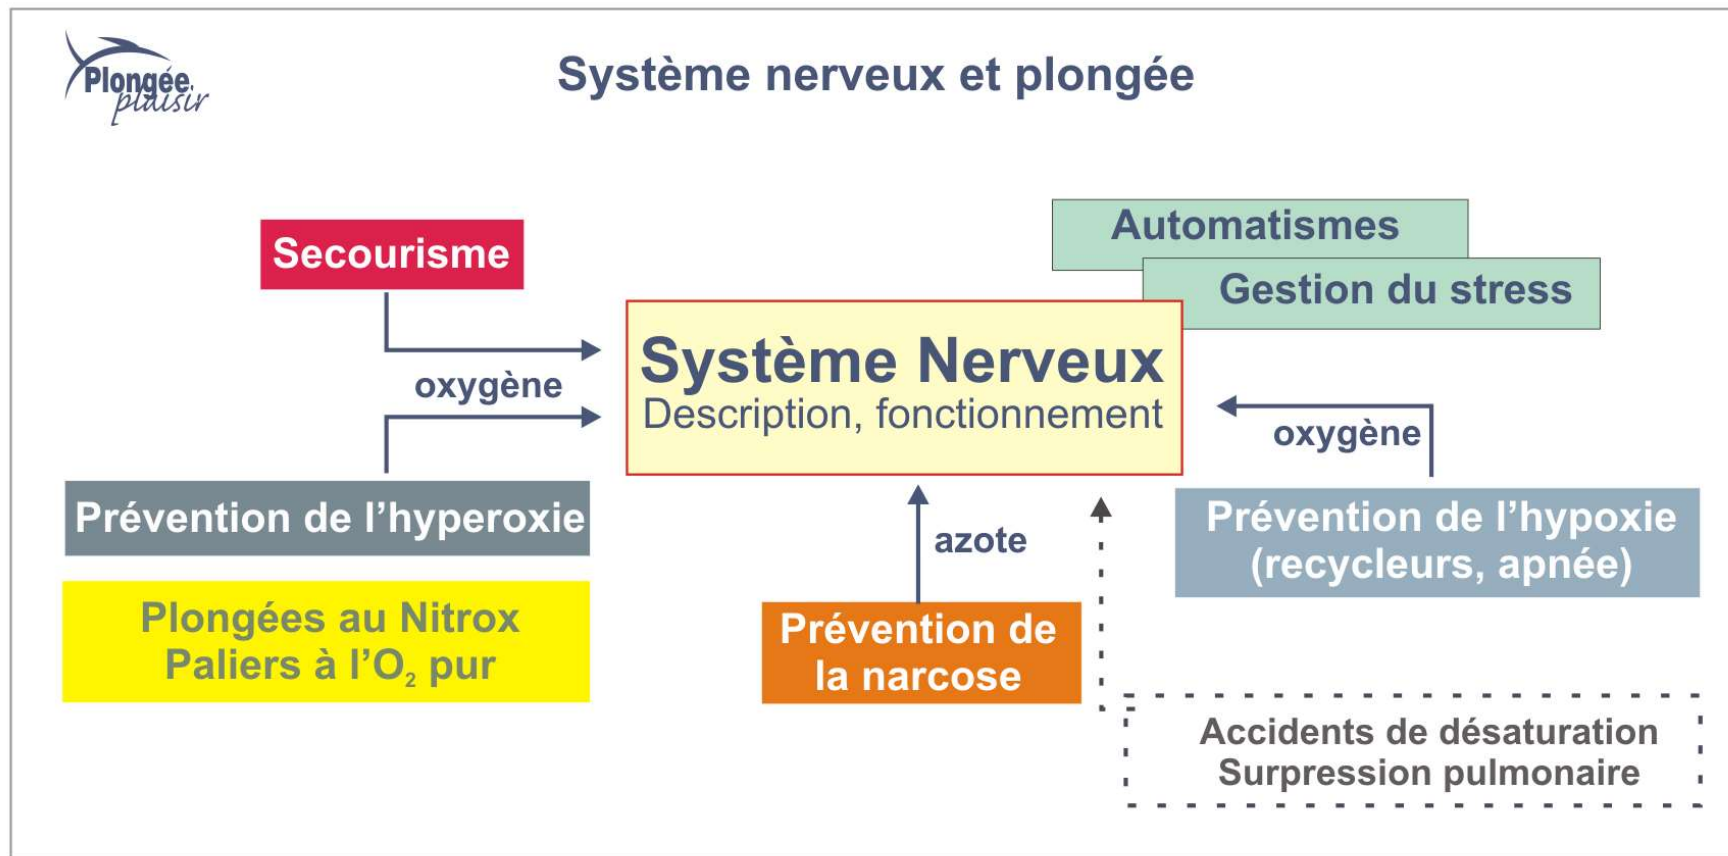 Plongée
plaisir
Système nerveux et plongée
Secourisme
Automatismes
Gestion du stress
Système Nerveux
Description, fonctionnement
oxygène
oxygène
Prévention de l’hyperoxie
azote
Prévention de l’hypoxie
(recycleurs, apnée)
Plongées au Nitrox
Paliers à l’O₂ pur
Prévention de
la narcose
Accidents de désaturation
Surpression pulmonaire